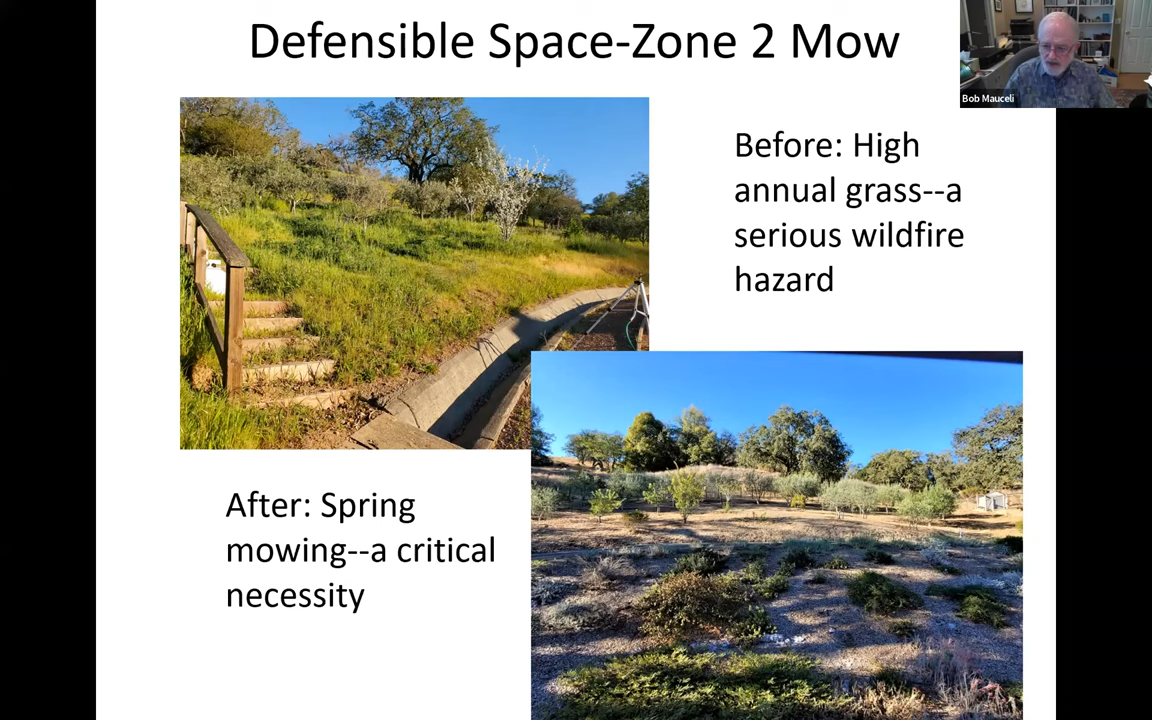 Defensible Space-Zone 2 Mow
Bob Mauceli
Before: High
annual grass--a
serious wildfire
hazard
After: Spring
mowing--a critical
necessity